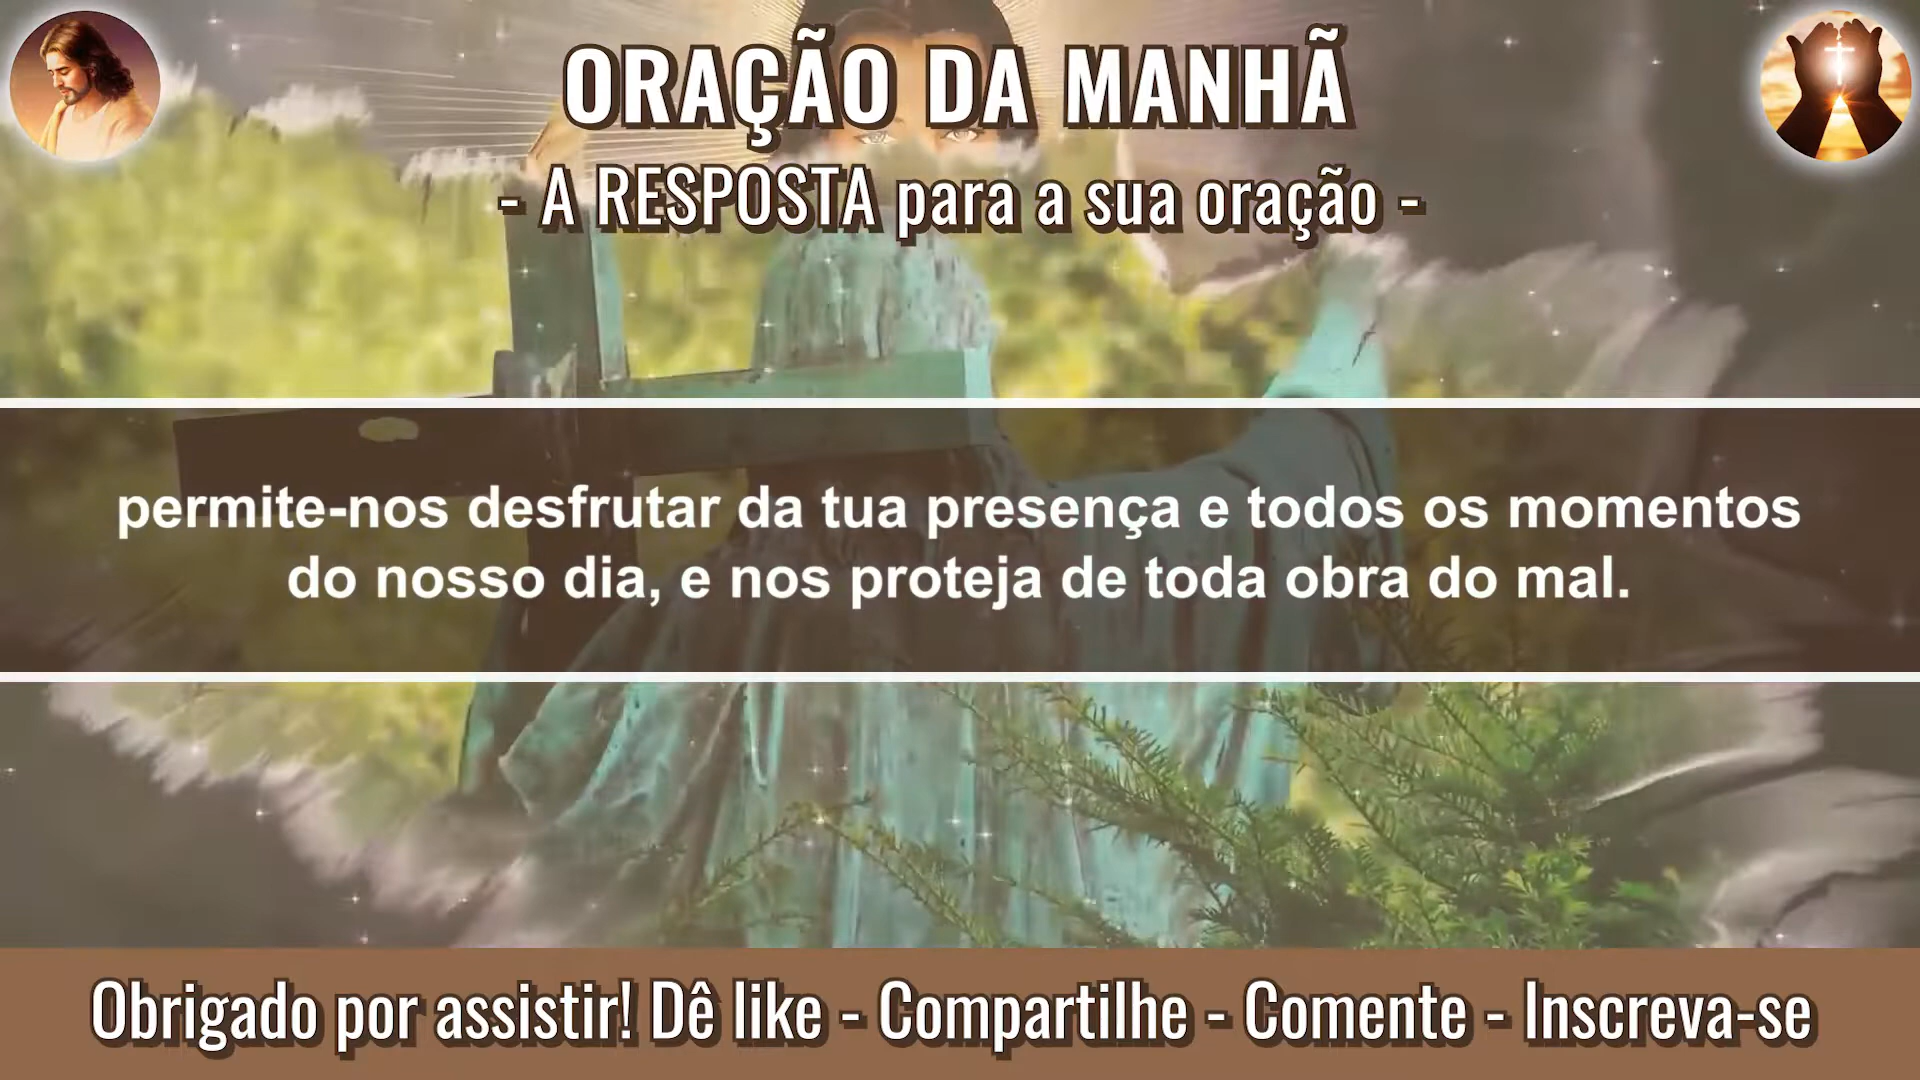 ORAÇÃO DA MANHÃ
- A RESPOSTA para a sua oração -
permite-nos desfrutar da tua presença e todos os momentos
do nosso dia, e nos proteja de toda obra do mal.
Obrigado por assistir! Dê like - Compartilhe - Comente - Inscreva-se